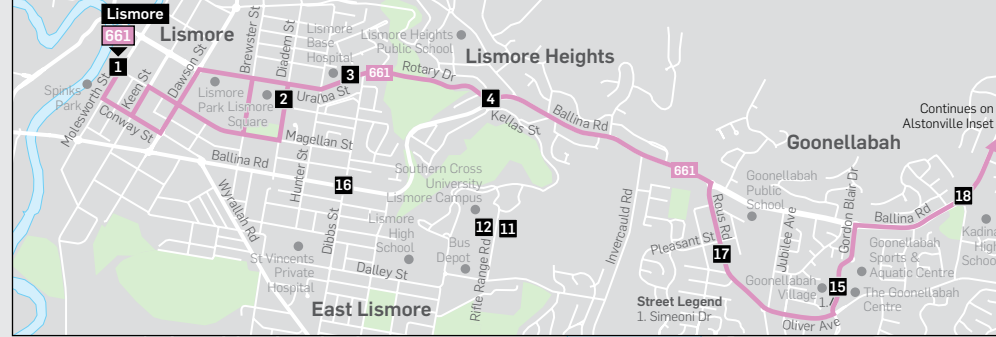 Lismore
661
1
Lismore
Spinks
Park
Molesworth St
Keen St
Conway St
Dawson St
Brewster St
Diadem St
Lismore
Base
Hospital
3
661
Lismore Heights
Public School
Lismore Heights
Rotary Dr
Lismore
Park
Lismore
Square
2
Uralba St
Magellan St
Ballina Rd
4
Kellas St
Ballina Rd
Hunter St
Wyrallah Rd
16
Southern Cross
University
Lismore Campus
12
11
Dibbs St
Lismore
High
School
Bus
Depot
Rifle Range Rd
St Vincents
Private
Hospital
Dalley St
East Lismore
Invercauld Rd
661
Rous Rd
Pleasant St
17
Street Legend
1. Simeoni Dr
Goonellabah
Goonellabah
Public
School
Jubilee Ave
Gordon Blair Dr
Goonellabah
Village
1.
15
Oliver Ave
Ballina Rd
Goonellabah
Sports &
Aquatic Centre
The Goonellabah
Centre
18
Continues on
Alstonville Inset
Kadina
High
School